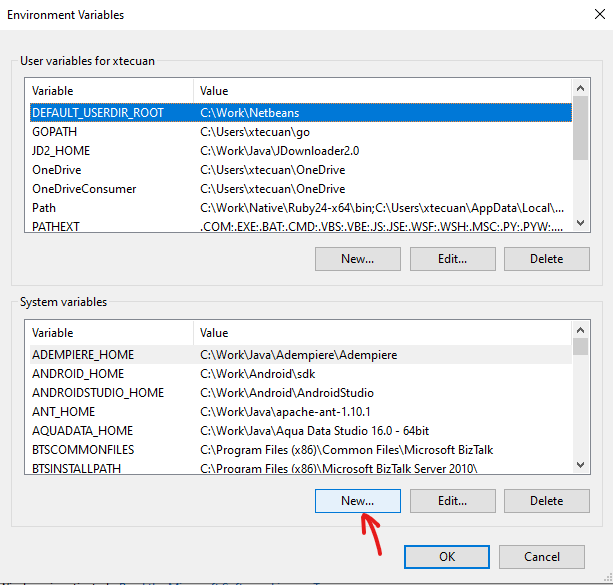 Environment Variables
User variables for xtecuan
Variable Value
DEFAULT_USERDIR_ROOT C:\Work\Netbeans
GOPATH C:\Users\xtecuan\go
JD2_HOME C:\Work\Java\JDownloader2.0
OneDrive C:\Users\xtecuan\OneDrive
OneDriveConsumer C:\Users\xtecuan\OneDrive
Path C:\Work\Native\Ruby24-x64\bin;C:\Users\xtecuan\AppData\Local\...
PATHEXT .COM;.EXE;.BAT;.CMD;.VBS;.VBE;.JS;.JSE;.WSF;.WSH;.MSC;.PY;.PYW;...
New... Edit... Delete
System variables
Variable Value
ADEMPIERE_HOME C:\Work\Java\Adempiere\Adempiere
ANDROID_HOME C:\Work\Android\sdk
ANDROIDSTUDIO_HOME C:\Work\Android\AndroidStudio
ANT_HOME C:\Work\Java\apache-ant-1.10.1
AQUADATA_HOME C:\Work\Java\Aqua Data Studio 16.0 - 64bit
BTSCOMMONFILES C:\Program Files (x86)\Common Files\Microsoft BizTalk
BTSINSTALLPATH C:\Program Files (x86)\Microsoft BizTalk Server 2010\
New... Edit... Delete
OK Cancel